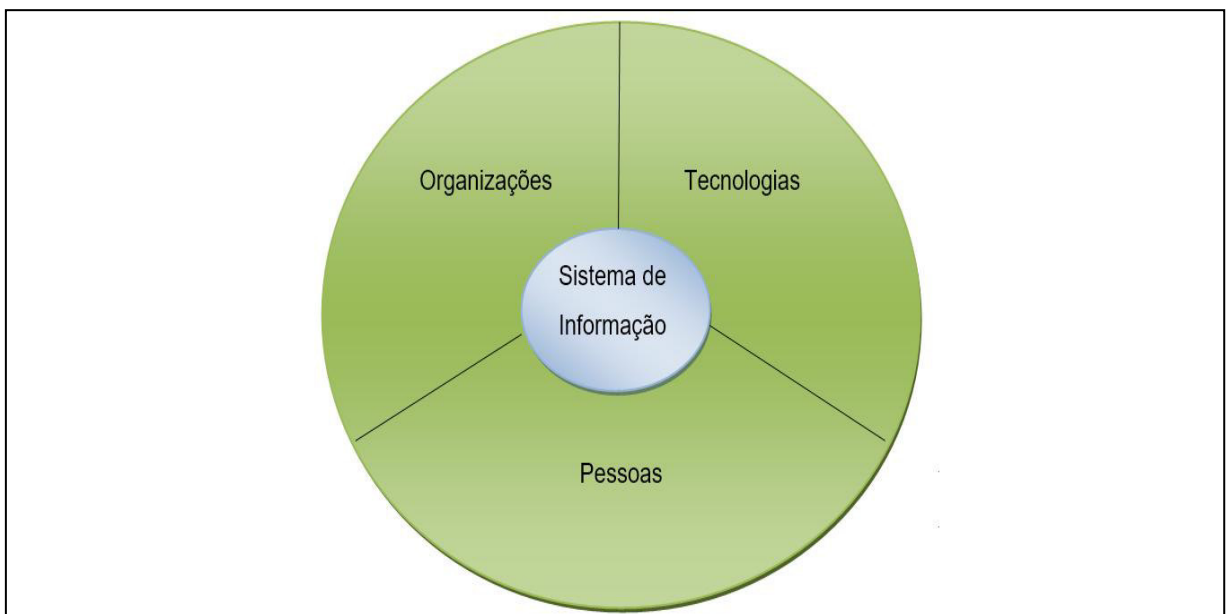 Organizações
Tecnologias
Sistema de
Informação
Pessoas